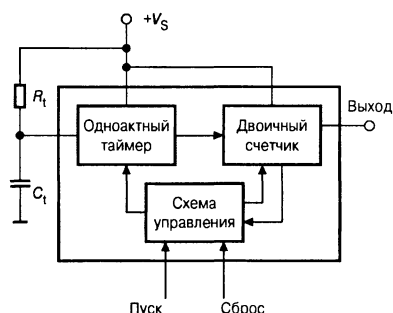 +VS
Rt
Ct
Одноактный
таймер
Двоичный
счетчик
Выход
Схема
управления
Пуск
Сброс